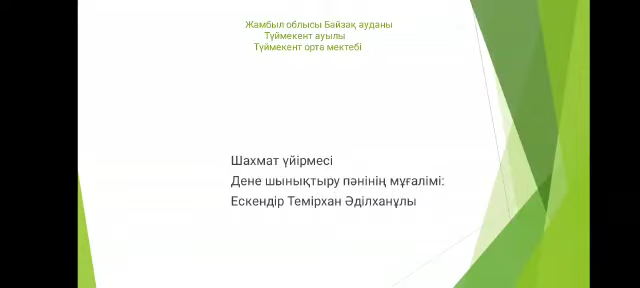 Жамбыл облысы Байзақ ауданы
Түймекент ауылы
Түймекент орта мектебі
Шахмат үйірмесі
Дене шынықтыру пәнінің мұғалімі:
Ескендір Темірхан Әділханұлы